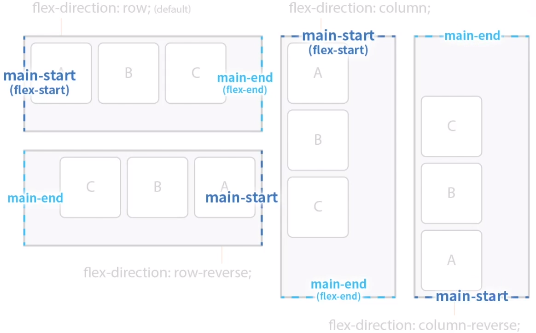 flex-direction: row; (default)
main-start
(flex-start)
A
B
C
main-end
(flex-end)
main-end
C
B
A
main-start
flex-direction: row-reverse;
flex-direction: column;
main-start
(flex-start)
A
B
C
main-end
(flex-end)
main-end
C
B
A
main-start
flex-direction: column-reverse;